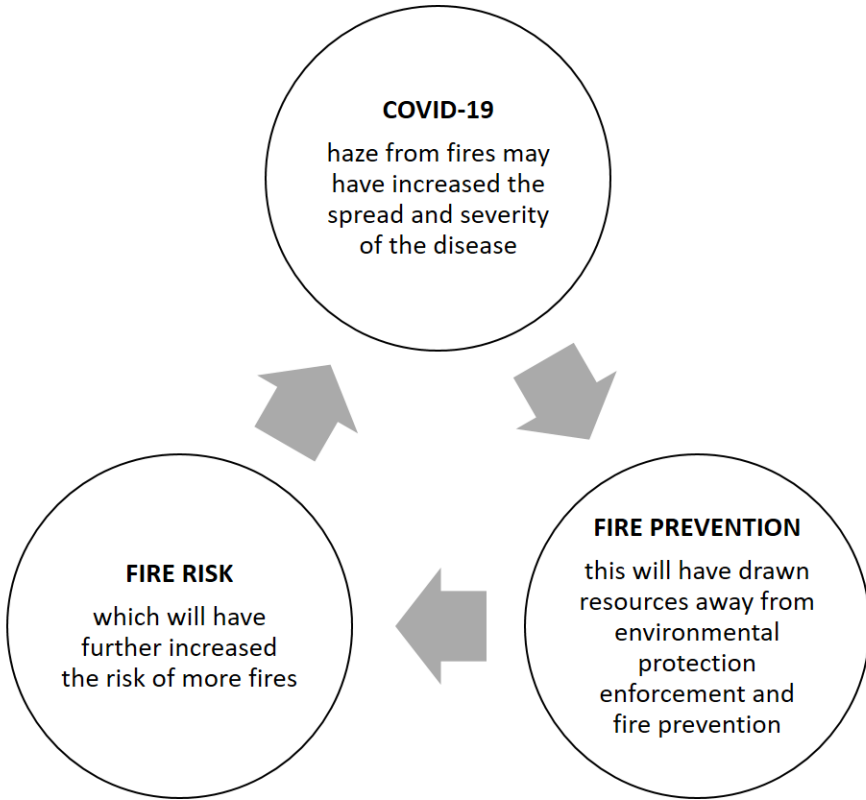 COVID-19
haze from fires may
have increased the
spread and severity
of the disease
FIRE PREVENTION
this will have drawn
resources away from
environmental
protection
enforcement and
fire prevention
FIRE RISK
which will have
further increased
the risk of more fires